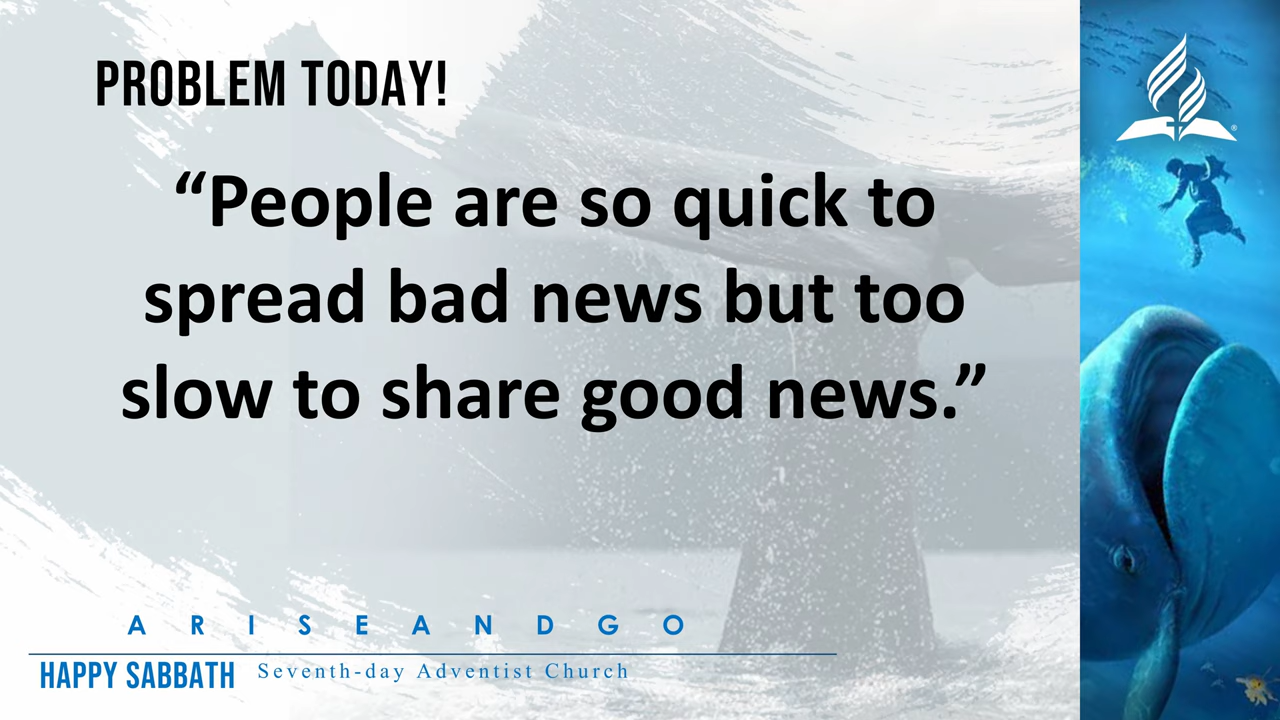 PROBLEM TODAY!
“People are so quick to
spread bad news but too
slow to share good news.”
A R I S E A N D G O
HAPPY SABBATH Seventh-day Adventist Church
®